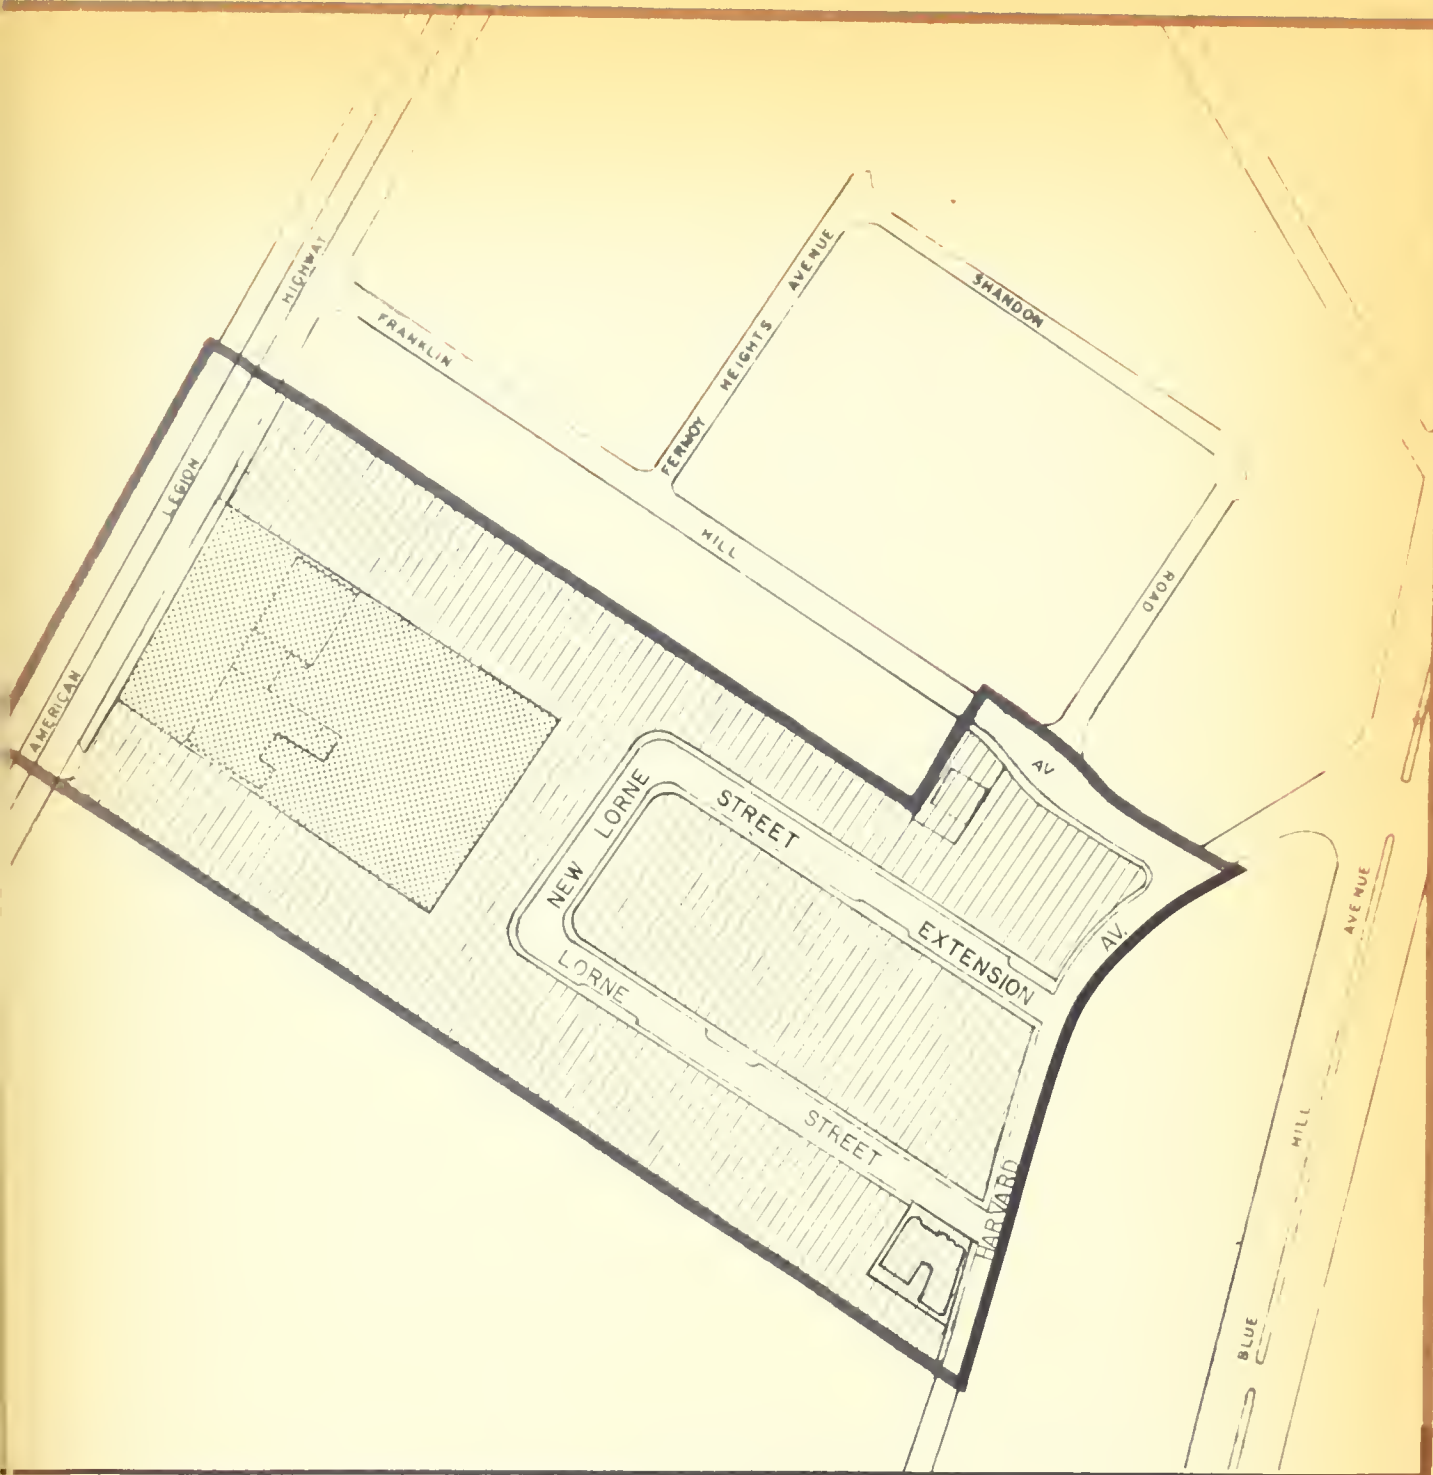 HIGHWAY
FRANKLIN
HEIGHTS AVENUE
FERMOY
SHANDON
HILL
ROAD
LEGION
AMERICAN
AV
NEW LORNE
STREET
EXTENSION
AV.
LORNE
STREET
HARVARD
AVENUE
HILL
BLUE